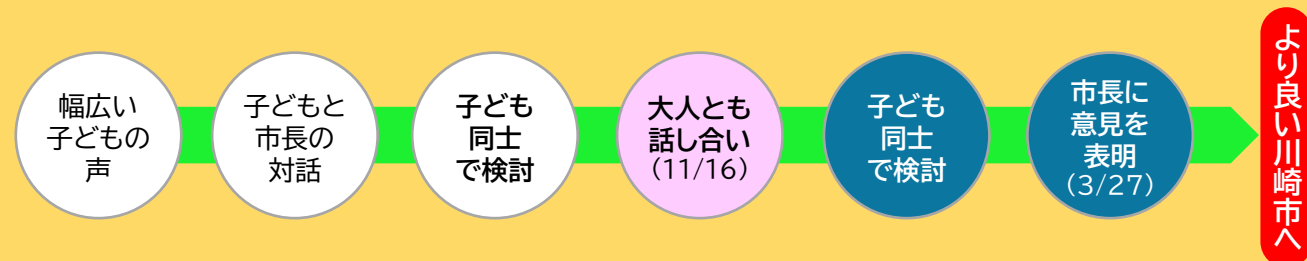 幅広い
子どもの
声
子どもと
市長の
対話
子ども
同士
で検討
大人とも
話し合い
(11/16)
子ども
同士
で検討
市長に
意見を
表明
(3/27)
より良い川崎市へ